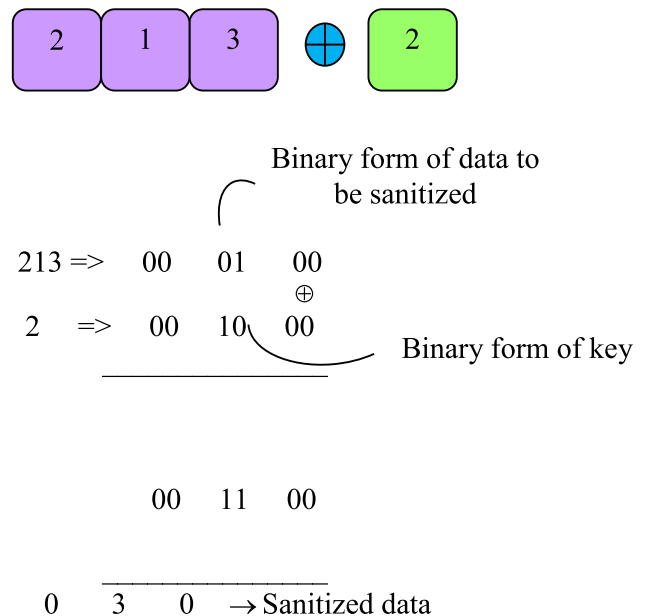 2 1 3 ⊕ 2
Binary form of data to
be sanitized
213 => 00 01 00
⊕
2 => 00 10 00
Binary form of key
00 11 00
0 3 0 → Sanitized data